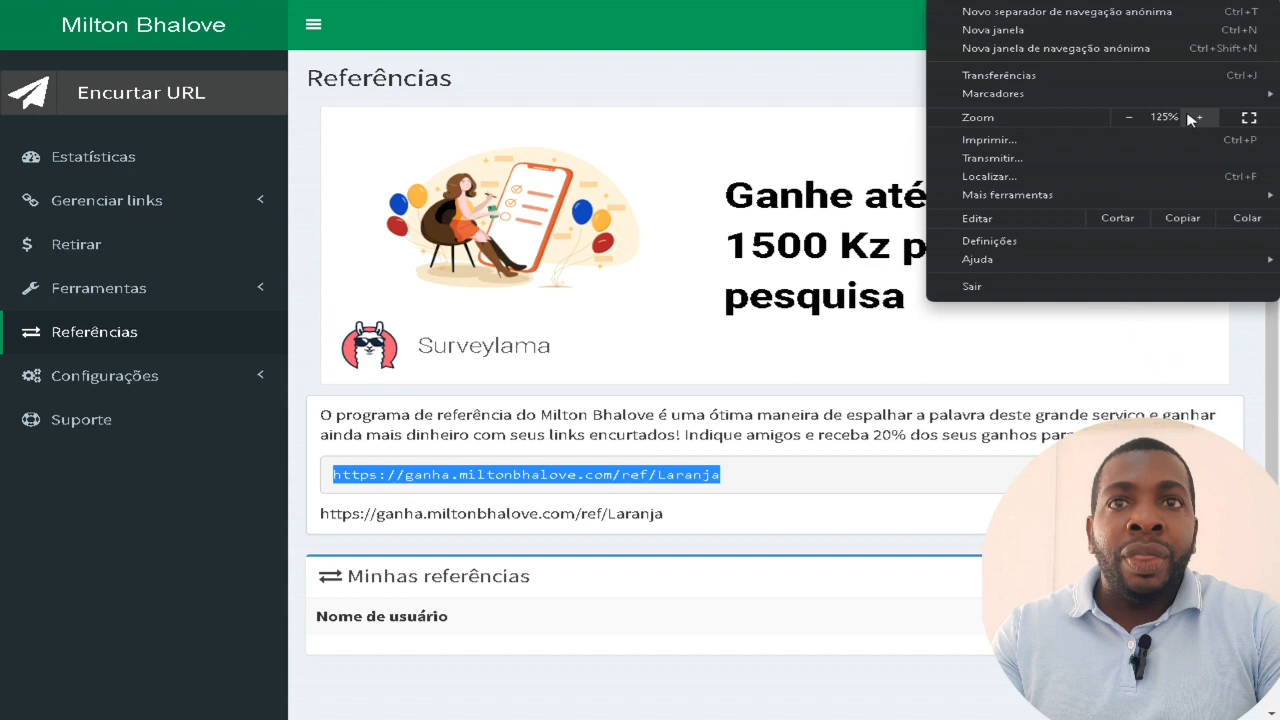 Milton Bhalove
Encurtar URL
Estatísticas
Gerenciar links
Retirar
Ferramentas
Referências
Configurações
Suporte
Referências
Ganhe até
1500 Kz p
pesquisa
Surveylama
O programa de referência do Milton Bhalove é uma ótima maneira de espalhar a palavra deste grande serviço e ganhar
ainda mais dinheiro com seus links encurtados! Indique amigos e receba 20% dos seus ganhos
https://ganha.miltonbhalove.com/ref/Laranja
https://ganha.miltonbhalove.com/ref/Laranja
Minhas referências
Nome de usuário
Novo separador de navegação anónima Ctrl+T
Nova janela Ctrl+N
Nova janela de navegação anónima Ctrl+Shift+N
Transferências Ctrl+J
Marcadores
Zoom − 125% +
Imprimir... Ctrl+P
Transmitir...
Localizar... Ctrl+F
Mais ferramentas
Editar Cortar Copiar Colar
Definições
Ajuda
Sair